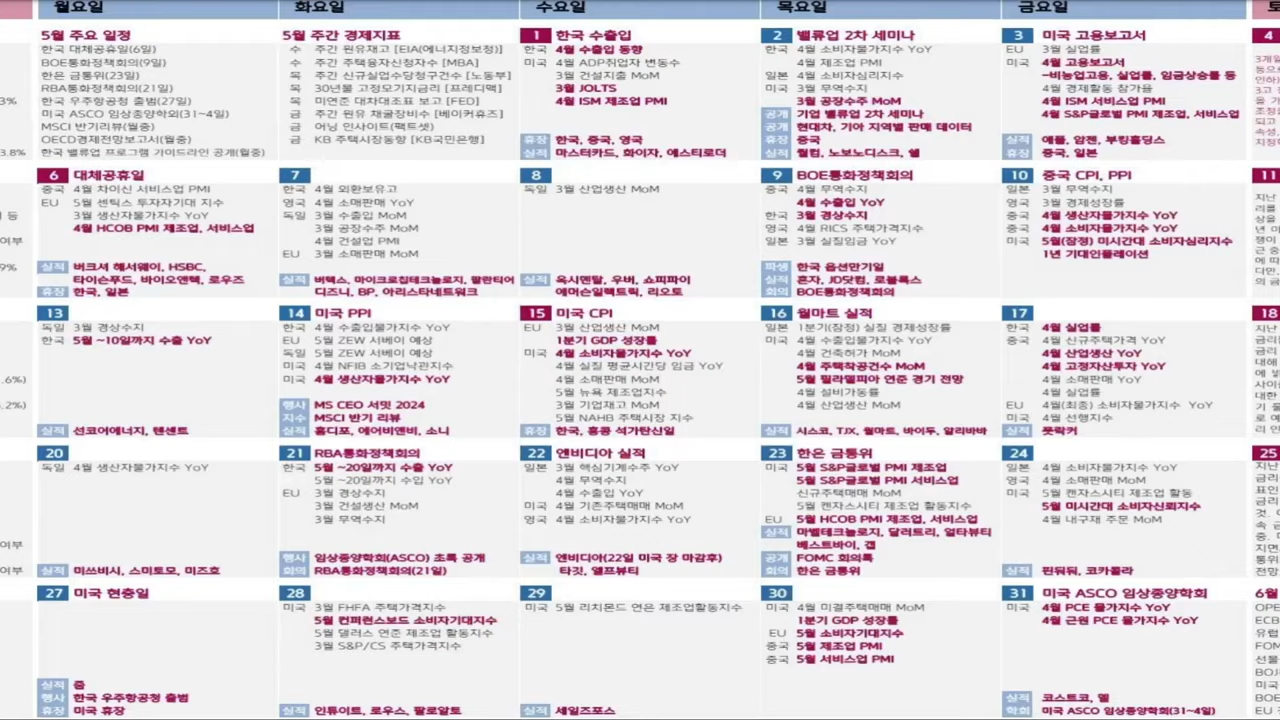 월요일 화요일 수요일 목요일 금요일 토
5월 주요 일정
한국 대체공휴일(6일)
BOE통화정책회의(9일)
한은 금통위(23일)
RBA통화정책회의(21일)
한국 우주항공청 출범(27일)
미국 ASCO 임상종양학회(31~4일)
MSCI 반기리뷰(월중)
OECD경제전망보고서(월중)
한국 밸류업 프로그램 가이드라인 공개(월중)
5월 주간 경제지표
수 주간 원유재고 [EIA(에너지정보청)]
수 주간 주택융자신청자수 [MBA]
목 주간 신규실업수당청구건수 [노동부]
목 30년물 고정모기지금리 [프레디맥]
목 미연준 대차대조표 보고 [FED]
금 주간 원유 채굴장비수 [베이커휴즈]
금 어닝 인사이트[팩트셋]
금 KB 주택시장동향 [KB국민은행]
1 한국 수출입
한국 4월 수출입 동향
미국 4월 ADP취업자 변동수
3월 건설지출 MoM
3월 JOLTS
4월 ISM 제조업 PMI
휴장 한국, 중국, 영국
실적 마스터카드, 화이자, 에스티로더
2 밸류업 2차 세미나
한국 4월 소비자물가지수 YoY
4월 제조업 PMI
일본 4월 소비자심리지수
미국 3월 무역수지
3월 공장수주 MoM
공개 기업 밸류업 2차 세미나
공개 현대차, 기아 지역별 판매 데이터
휴장 중국
실적 퀄컴, 노보노디스크, 쉘
3 미국 고용보고서
EU 3월 실업률
미국 4월 고용보고서
-비농업고용, 실업률, 임금상승률 등
4월 경제활동 참가율
4월 ISM 서비스업 PMI
4월 S&P글로벌 PMI 제조업, 서비스업
실적 애플, 암젠, 부킹홀딩스
휴장 중국, 일본
4
6 대체공휴일
중국 4월 차이신 서비스업 PMI
EU 5월 센틱스 투자자기대 지수
3월 생산자물가지수 YoY
4월 HCOB PMI 제조업, 서비스업
실적 버크셔 해서웨이, HSBC,
타이슨푸드, 바이오엔텍, 로우즈
휴장 한국, 일본
7
한국 4월 외환보유고
영국 4월 소매판매 YoY
독일 3월 수출입 MoM
3월 공장수주 MoM
4월 건설업 PMI
EU 3월 소매판매 MoM
실적 버텍스, 마이크로칩테크놀로지, 팔란티어
디즈니, BP, 아리스타네트워크
8
독일 3월 산업생산 MoM
실적 옥시덴탈, 우버, 쇼피파이
에머슨일렉트릭, 리오토
9 BOE통화정책회의
중국 4월 무역수지
4월 수출입 YoY
한국 3월 경상수지
영국 4월 RICS 주택가격지수
일본 3월 실질임금 YoY
파생 한국 옵션만기일
실적 혼자, JD닷컴, 로블록스
회의 BOE통화정책회의
10 중국 CPI, PPI
일본 3월 무역수지
영국 3월 경제성장률
중국 4월 생산자물가지수 YoY
중국 4월 소비자물가지수 YoY
미국 5월(잠정) 미시간대 소비자심리지수
1년 기대인플레이션
11
13
독일 3월 경상수지
한국 5월 ~10일까지 수출 YoY
실적 선코어에너지, 텐센트
14 미국 PPI
한국 4월 수출입물가지수 YoY
EU 5월 ZEW 서베이 예상
독일 5월 ZEW 서베이 예상
미국 4월 NFIB 소기업낙관지수
미국 4월 생산자물가지수 YoY
행사 MS CEO 서밋 2024
지수 MSCI 반기 리뷰
실적 홈디포, 에어비앤비, 소니
15 미국 CPI
EU 3월 산업생산 MoM
1분기 GDP 성장률
미국 4월 소비자물가지수 YoY
4월 실질 평균시간당 임금 YoY
4월 소매판매 MoM
5월 뉴욕 제조업지수
3월 기업재고 MoM
5월 NAHB 주택시장 지수
휴장 한국, 홍콩 석가탄신일
16 월마트 실적
일본 1분기(잠정) 실질 경제성장률
미국 4월 수출입물가지수 YoY
4월 건축허가 MoM
4월 주택착공건수 MoM
5월 필라델피아 연준 경기 전망
4월 설비가동률
4월 산업생산 MoM
실적 시스코, TJX, 월마트, 바이두, 알리바바
17
한국 4월 실업률
중국 4월 신규주택가격 YoY
4월 산업생산 YoY
4월 고정자산투자 YoY
4월 소매판매 YoY
4월 실업률
EU 4월(최종) 소비자물가지수 YoY
미국 4월 선행지수
실적 풋락커
18
20
독일 4월 생산자물가지수 YoY
실적 미쓰비시, 스미토모, 미즈호
21 RBA통화정책회의
한국 5월 ~20일까지 수출 YoY
5월 ~20일까지 수입 YoY
EU 3월 경상수지
3월 건설생산 MoM
3월 무역수지
행사 임상종양학회(ASCO) 초록 공개
회의 RBA통화정책회의(21일)
22 엔비디아 실적
일본 3월 핵심기계수주 YoY
4월 무역수지
4월 수출입 YoY
미국 4월 기존주택매매 MoM
영국 4월 소비자물가지수 YoY
실적 엔비디아(22일 미국 장 마감후)
타깃, 엘프뷰티
23 한은 금통위
미국 5월 S&P글로벌 PMI 제조업
5월 S&P글로벌 PMI 서비스업
신규주택매매 MoM
5월 캔자스시티 연준 제조업 활동지수
EU 5월 HCOB PMI 제조업, 서비스업
실적 마벨테크놀로지, 달러트리, 얼타뷰티
베스트바이, 갭
공개 FOMC 회의록
회의 한은 금통위
24
일본 4월 소비자물가지수 YoY
영국 4월 소매판매 MoM
미국 5월 캔자스시티 제조업 활동
5월 미시간대 소비자신뢰지수
4월 내구재 주문 MoM
실적 핀둬둬, 코카콜라
25
27 미국 현충일
실적 줌
행사 한국 우주항공청 출범
휴장 미국 휴장
28
미국 3월 FHFA 주택가격지수
5월 컨퍼런스보드 소비자기대지수
5월 댈러스 연준 제조업 활동지수
3월 S&P/CS 주택가격지수
실적 인튜이트, 로우스, 팔로알토
29
미국 5월 리치몬드 연은 제조업활동지수
실적 세일즈포스
30
미국 4월 미결주택매매 MoM
1분기 GDP 성장률
EU 5월 소비자기대지수
중국 5월 제조업 PMI
중국 5월 서비스업 PMI
31 미국 ASCO 임상종양학회
미국 4월 PCE 물가지수 YoY
4월 근원 PCE 물가지수 YoY
실적 코스트코, 델
학회 미국 ASCO 임상종양학회(31~4일)
6월